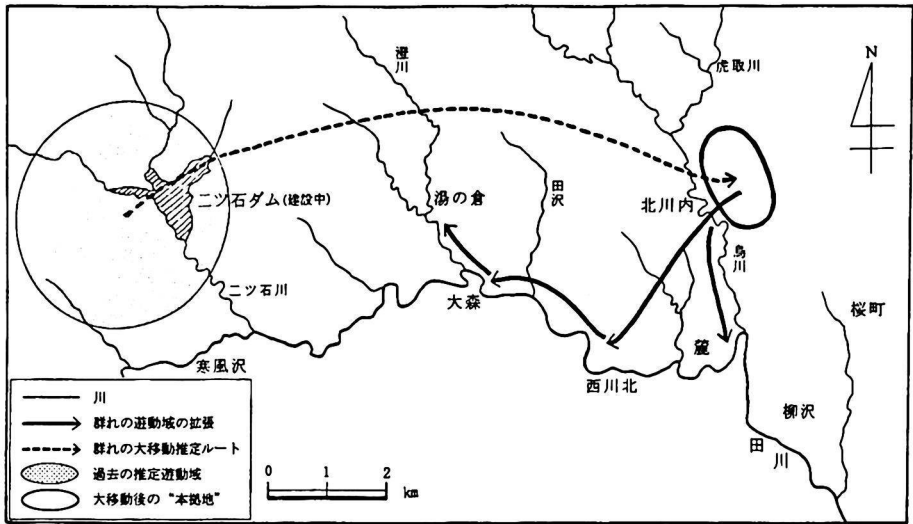 澄川
虎取川
N
二ツ石ダム(建設中)
湯の倉
田沢
北川内
烏川
二ツ石川
大森
桜町
寒風沢
麓
西川北
柳沢
田川
川
群れの遊動域の拡張
群れの大移動推定ルート
過去の推定遊動域
大移動後の“本拠地”
0 1 2
km